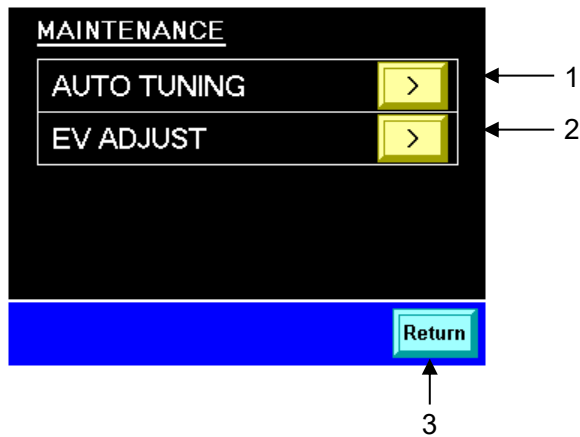 MAINTENANCE
AUTO TUNING > 1
EV ADJUST > 2
Return
3